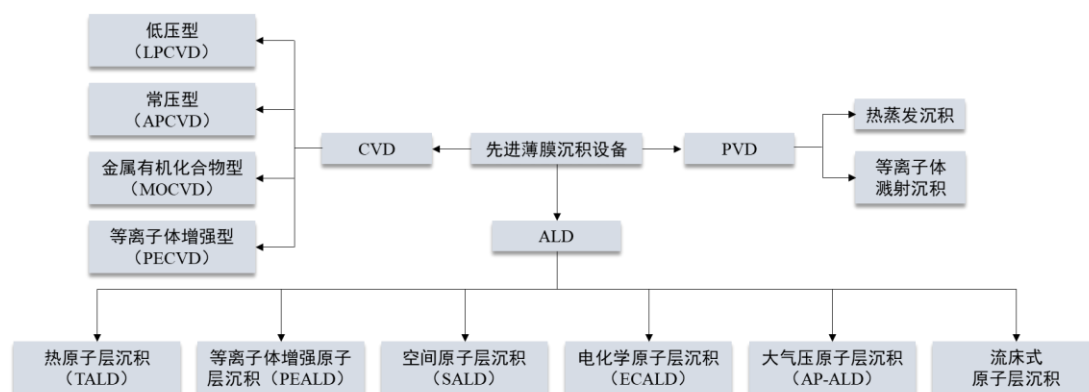 低压型
（LPCVD）
常压型
（APCVD）
金属有机化合物型
（MOCVD）
等离子体增强型
（PECVD）
CVD
先进薄膜沉积设备
PVD
热蒸发沉积
等离子体
溅射沉积
ALD
热原子层沉积
（TALD）
等离子体增强原子
层沉积（PEALD）
空间原子层沉积
（SALD）
电化学原子层沉积
（ECALD）
大气压原子层沉积
（AP-ALD）
流床式
原子层沉积